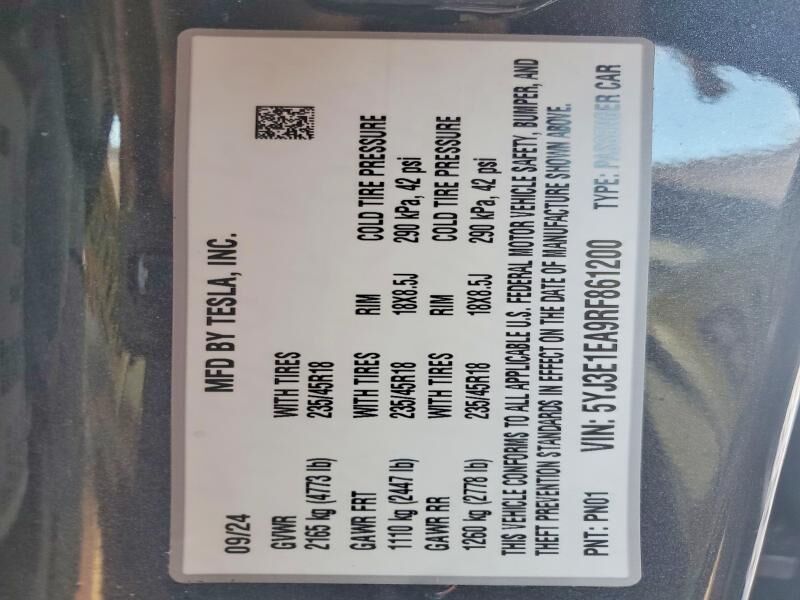 MFD BY TESLA, INC.
09/24
GVWR WITH TIRES
2165 kg (4773 lb) 235/45R18
GAWR FRT WITH TIRES RIM COLD TIRE PRESSURE
1110 kg (2447 lb) 235/45R18 18X8.5J 290 kPa, 42 psi
GAWR RR WITH TIRES RIM COLD TIRE PRESSURE
1260 kg (2778 lb) 235/45R18 18X8.5J 290 kPa, 42 psi
THIS VEHICLE CONFORMS TO ALL APPLICABLE U.S. FEDERAL MOTOR VEHICLE SAFETY, BUMPER, AND
THEFT PREVENTION STANDARDS IN EFFECT ON THE DATE OF MANUFACTURE SHOWN ABOVE.
PNT: PN01 VIN: 5YJ3E1EA9RF861200 TYPE: PASSENGER CAR